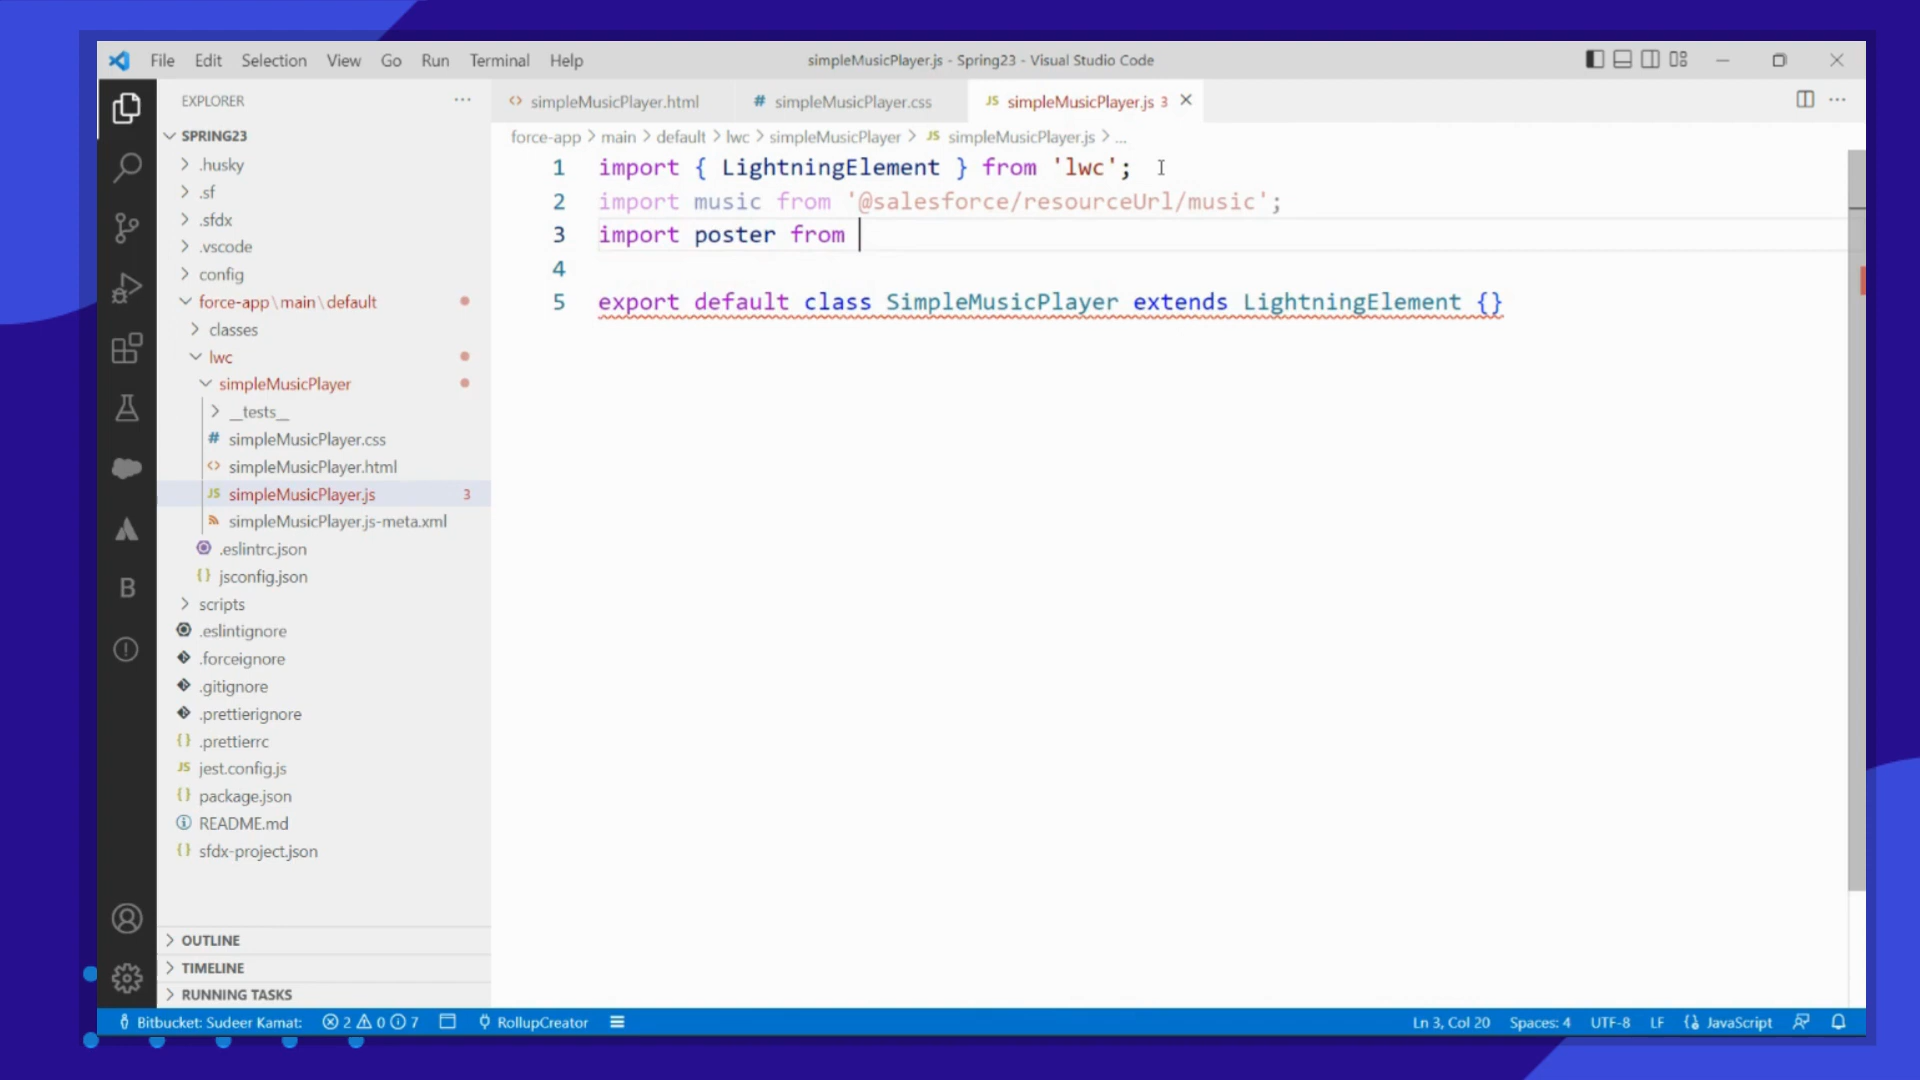 File Edit Selection View Go Run Terminal Help
simpleMusicPlayer.js - Spring23 - Visual Studio Code
EXPLORER
SPRING23
.husky
.sf
.sfdx
.vscode
config
force-app\main\default
classes
lwc
simpleMusicPlayer
__tests__
# simpleMusicPlayer.css
<> simpleMusicPlayer.html
JS simpleMusicPlayer.js 3
simpleMusicPlayer.js-meta.xml
.eslintrc.json
{} jsconfig.json
scripts
.eslintignore
.forceignore
.gitignore
.prettierignore
{} .prettierrc
JS jest.config.js
{} package.json
README.md
{} sfdx-project.json
OUTLINE
TIMELINE
RUNNING TASKS
<> simpleMusicPlayer.html # simpleMusicPlayer.css JS simpleMusicPlayer.js 3
force-app > main > default > lwc > simpleMusicPlayer > JS simpleMusicPlayer.js > ...
1 import { LightningElement } from 'lwc';
2 import music from '@salesforce/resourceUrl/music';
3 import poster from
4
5 export default class SimpleMusicPlayer extends LightningElement {}
B
Bitbucket: Sudeer Kamat: 2 0 7 RollupCreator
Ln 3, Col 20 Spaces: 4 UTF-8 LF JavaScript